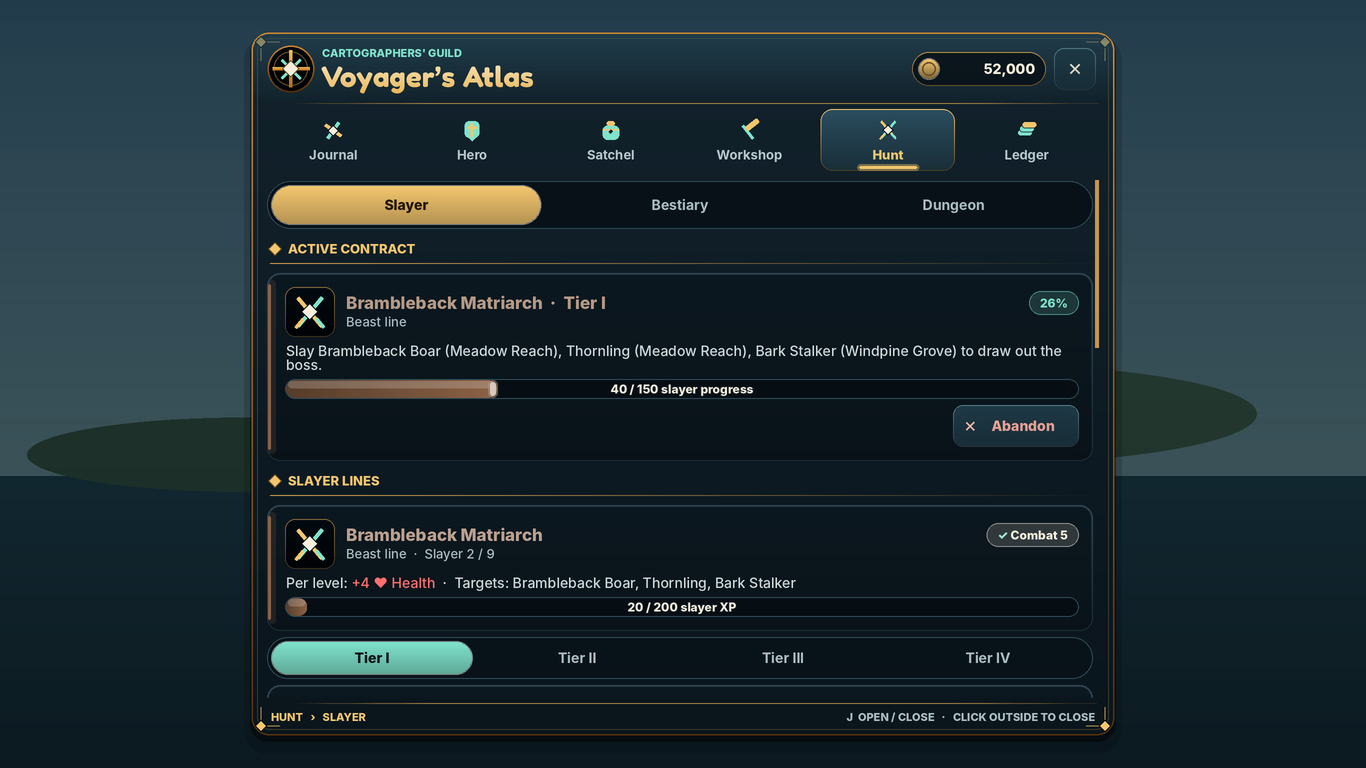 CARTOGRAPHERS' GUILD
Voyager's Atlas
52,000
Journal
Hero
Satchel
Workshop
Hunt
Ledger
Slayer
Bestiary
Dungeon
ACTIVE CONTRACT
Brambleback Matriarch · Tier I
26%
Beast line
Slay Brambleback Boar (Meadow Reach), Thornling (Meadow Reach), Bark Stalker (Windpine Grove) to draw out the
boss.
40 / 150 slayer progress
× Abandon
SLAYER LINES
Brambleback Matriarch
✓ Combat 5
Beast line · Slayer 2 / 9
Per level: +4 ♥ Health · Targets: Brambleback Boar, Thornling, Bark Stalker
20 / 200 slayer XP
Tier I
Tier II
Tier III
Tier IV
HUNT › SLAYER
J OPEN / CLOSE · CLICK OUTSIDE TO CLOSE